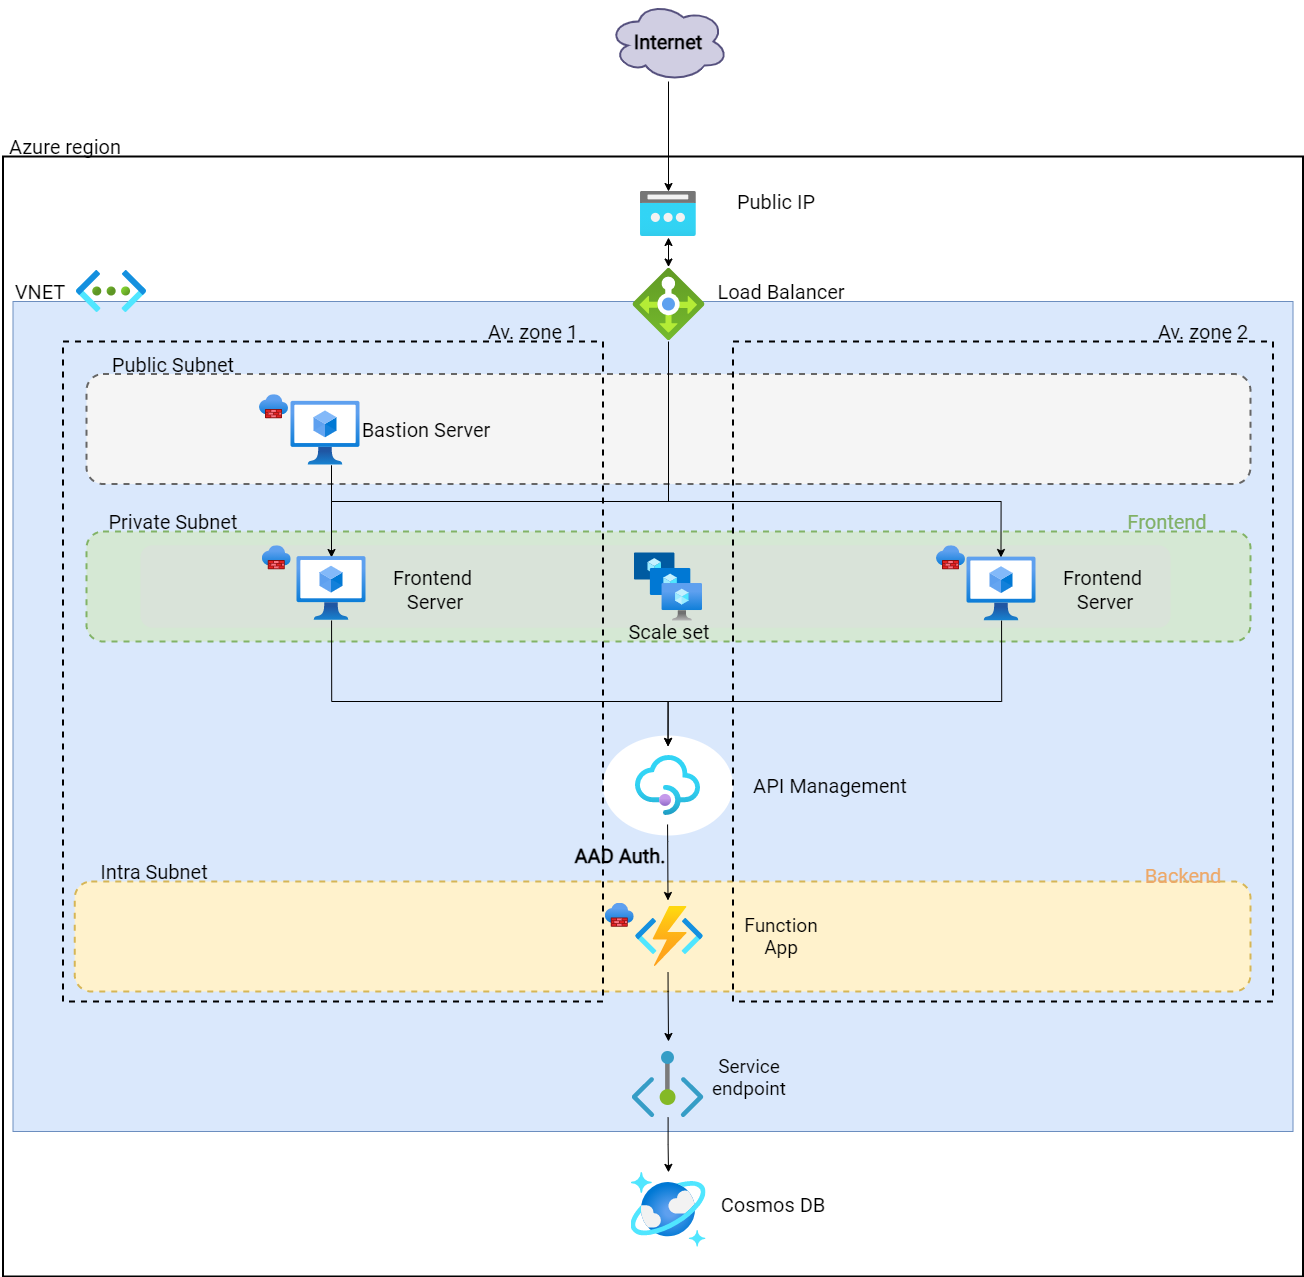 Internet
Azure region
Public IP
VNET
Load Balancer
Av. zone 1
Av. zone 2
Public Subnet
Bastion Server
Private Subnet
Frontend
Frontend
Server
Frontend
Server
Scale set
API Management
AAD Auth.
Intra Subnet
Backend
Function
App
Service
endpoint
Cosmos DB